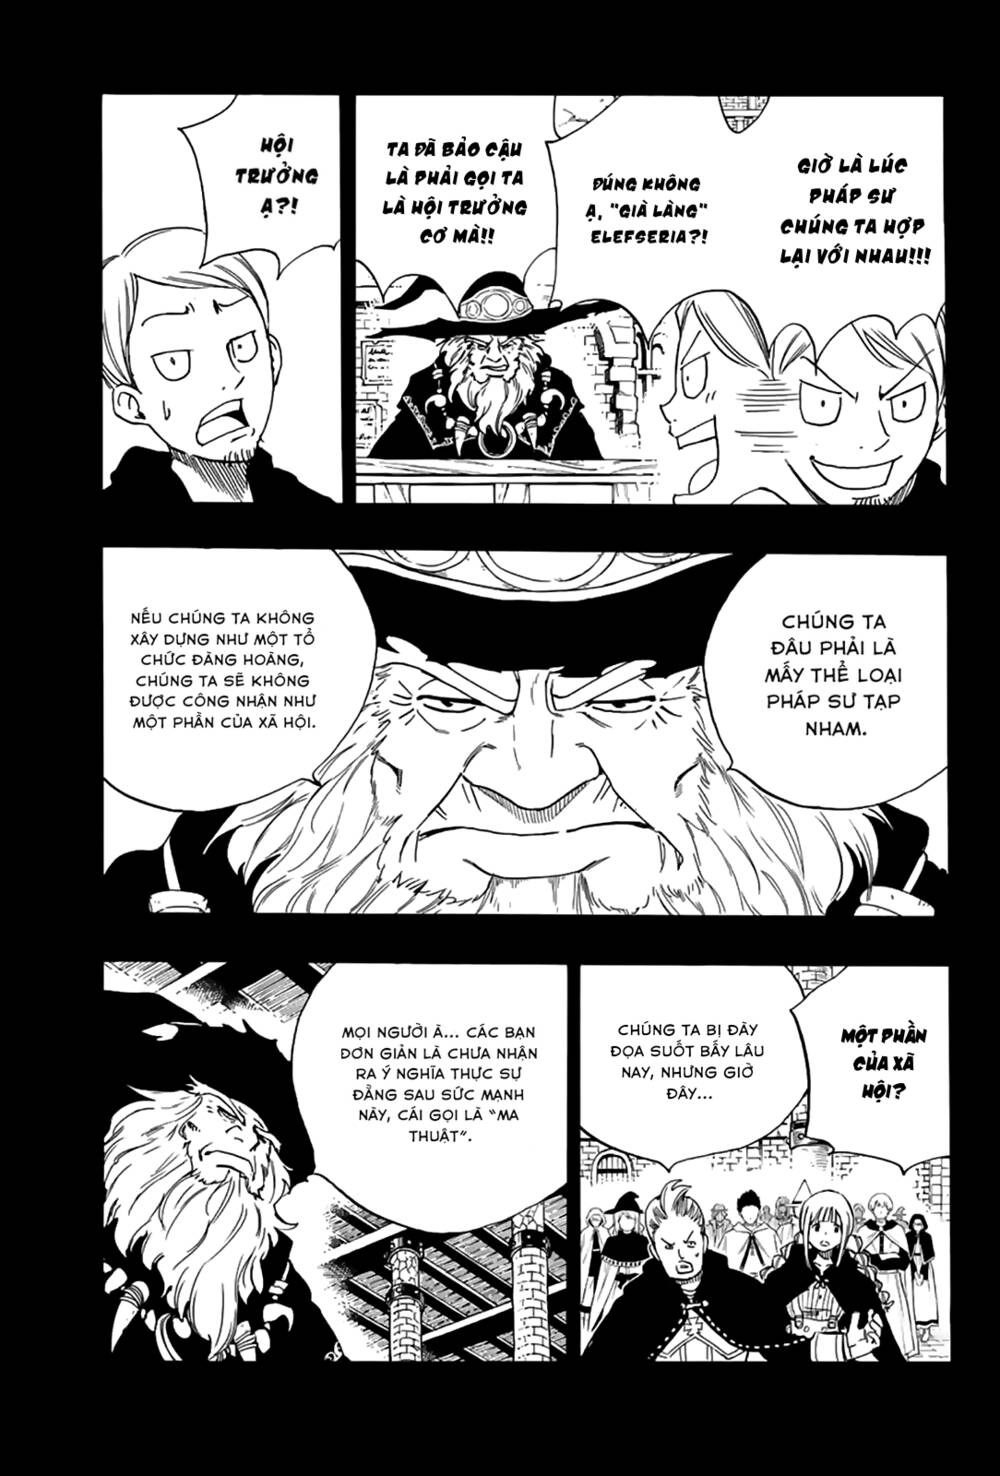 GIỜ LÀ LÚC
PHÁP SƯ
CHÚNG TA HỢP
LẠI VỚI NHAU!!!
ĐÚNG KHÔNG
Ạ, "GIÀ LÀNG"
ELEFSERIA?!
TA ĐÃ BẢO CẬU
LÀ PHẢI GỌI TA
LÀ HỘI TRƯỞNG
CƠ MÀ!!
HỘI
TRƯỞNG
Ạ?!
CHÚNG TA
ĐÂU PHẢI LÀ
MẤY THỂ LOẠI
PHÁP SƯ TẠP
NHAM.
NẾU CHÚNG TA KHÔNG
XÂY DỰNG NHƯ MỘT TỔ
CHỨC ĐÀNG HOÀNG,
CHÚNG TA SẼ KHÔNG
ĐƯỢC CÔNG NHẬN NHƯ
MỘT PHẦN CỦA XÃ HỘI.
MỘT PHẦN
CỦA XÃ
HỘI?
CHÚNG TA BỊ ĐÀY
ĐỌA SUỐT BẤY LÂU
NAY, NHƯNG GIỜ
ĐÂY...
MỌI NGƯỜI À... CÁC BẠN
ĐƠN GIẢN LÀ CHƯA NHẬN
RA Ý NGHĨA THỰC SỰ
ĐẰNG SAU SỨC MẠNH
NÀY, CÁI GỌI LÀ "MA
THUẬT".